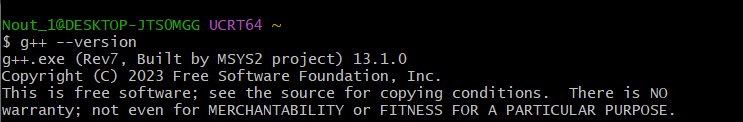 Nout_1@DESKTOP-JTS0MGG UCRT64 ~
$ g++ --version
g++.exe (Rev7, Built by MSYS2 project) 13.1.0
Copyright (C) 2023 Free Software Foundation, Inc.
This is free software; see the source for copying conditions.  There is NO
warranty; not even for MERCHANTABILITY or FITNESS FOR A PARTICULAR PURPOSE.